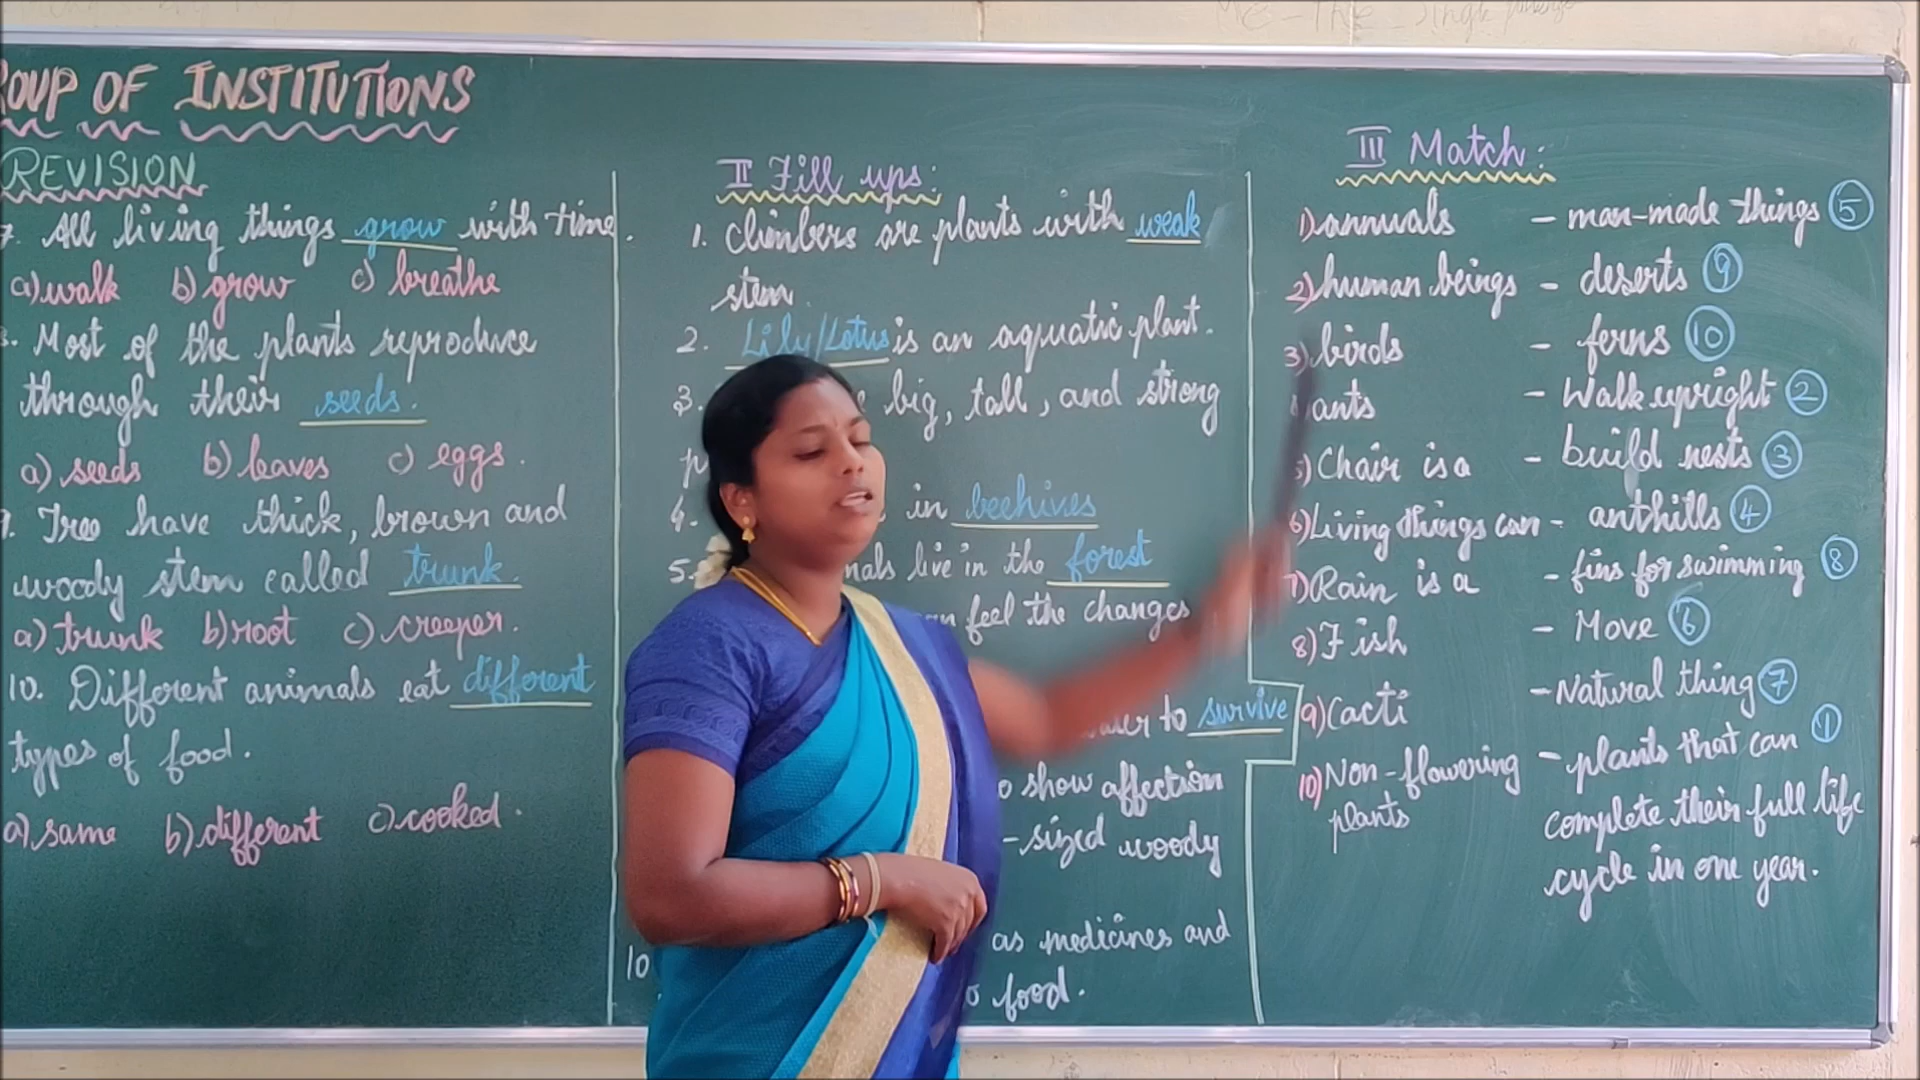 OUP OF INSTITUTIONS
REVISION
7. All living things grow with time.
a) walk b) grow c) breathe
8. Most of the plants reproduce
through their seeds.
a) seeds b) leaves c) eggs.
9. Tree have thick, brown and
woody stem called trunk.
a) trunk b) root c) creeper.
10. Different animals eat different
types of food.
a) same b) different c) cooked.
II Fill ups:
1. Climbers are plants with weak
stem.
2. Lily/Lotus is an aquatic plant.
3. big, tall, and strong
p
4. in beehives
5. nals live in the forest
n feel the changes
to survive
o show affection
-sized woody
10 as medicines and
food.
III Match:
1) annuals - man-made things 5
2) human beings - deserts 9
3) birds - ferns 10
ants - Walk upright 2
5) Chair is a - build nests 3
6) Living things can - anthills 4
7) Rain is a - fins for swimming 8
8) Fish - Move 6
9) Cacti - Natural thing 7
10) Non-flowering - plants that can 1
plants complete their full life
cycle in one year.